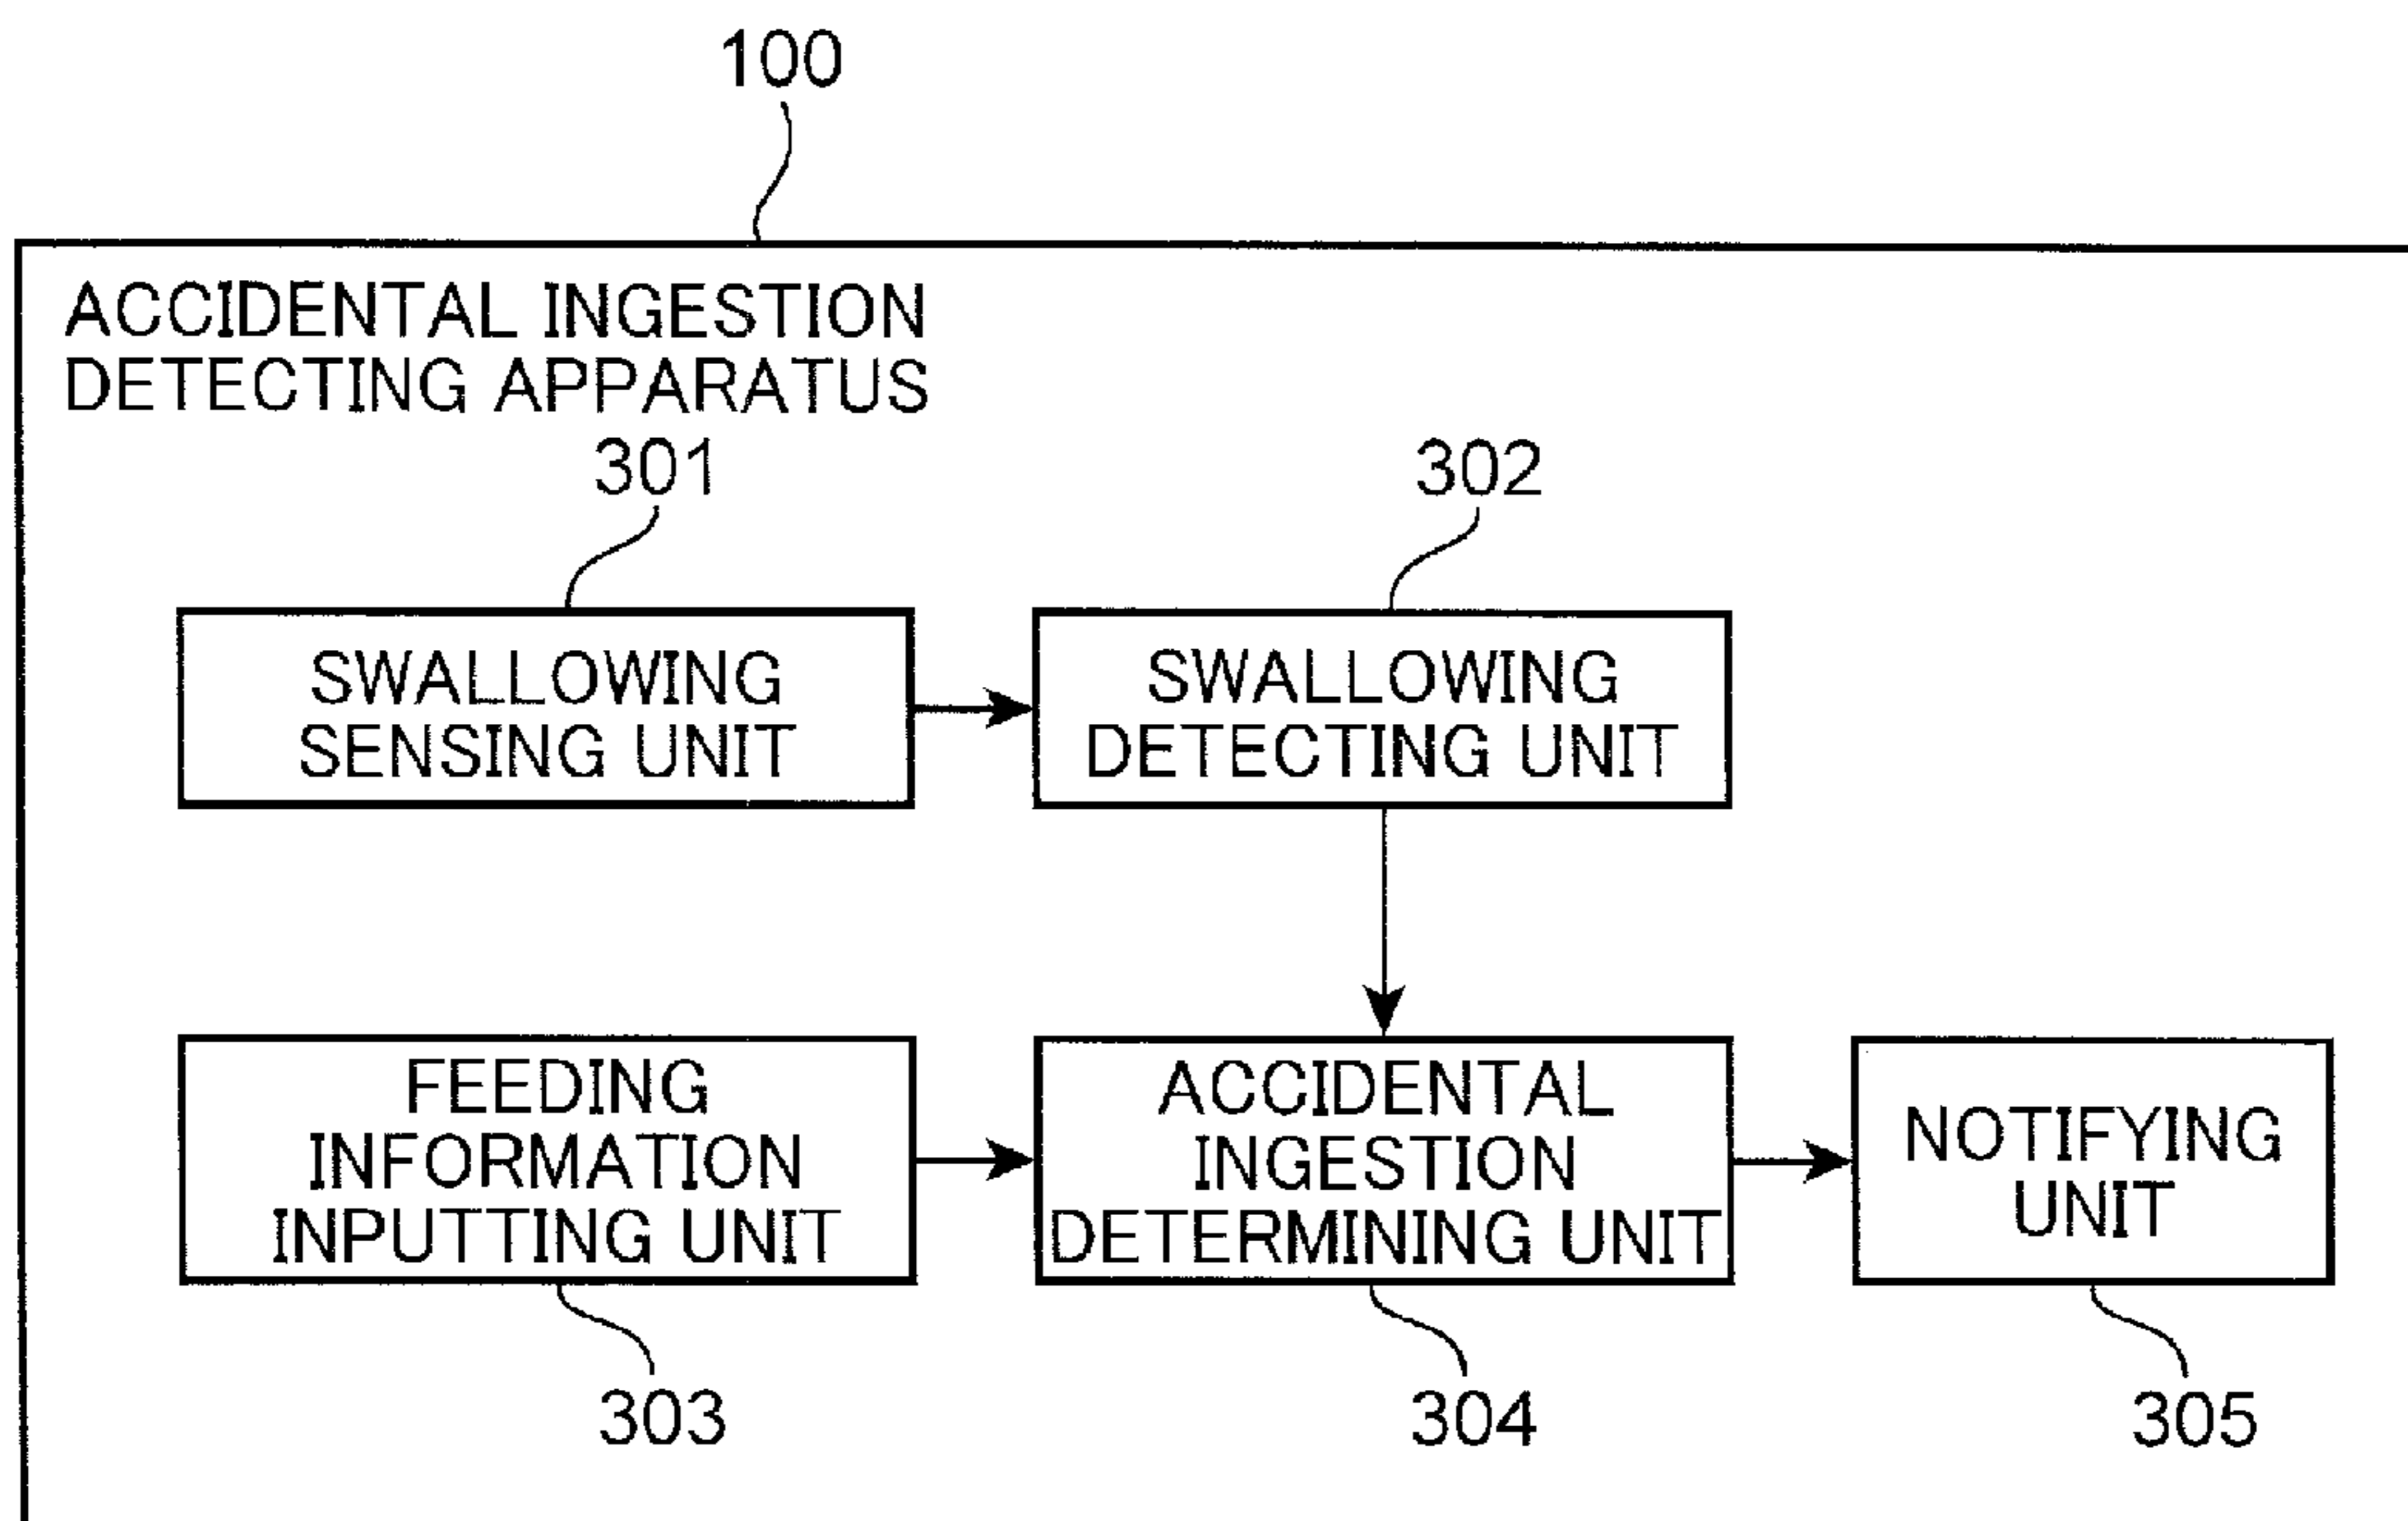 100
ACCIDENTAL INGESTION
DETECTING APPARATUS
301
302
SWALLOWING
SENSING UNIT
SWALLOWING
DETECTING UNIT
FEEDING
INFORMATION
INPUTTING UNIT
ACCIDENTAL
INGESTION
DETERMINING UNIT
NOTIFYING
UNIT
303
304
305